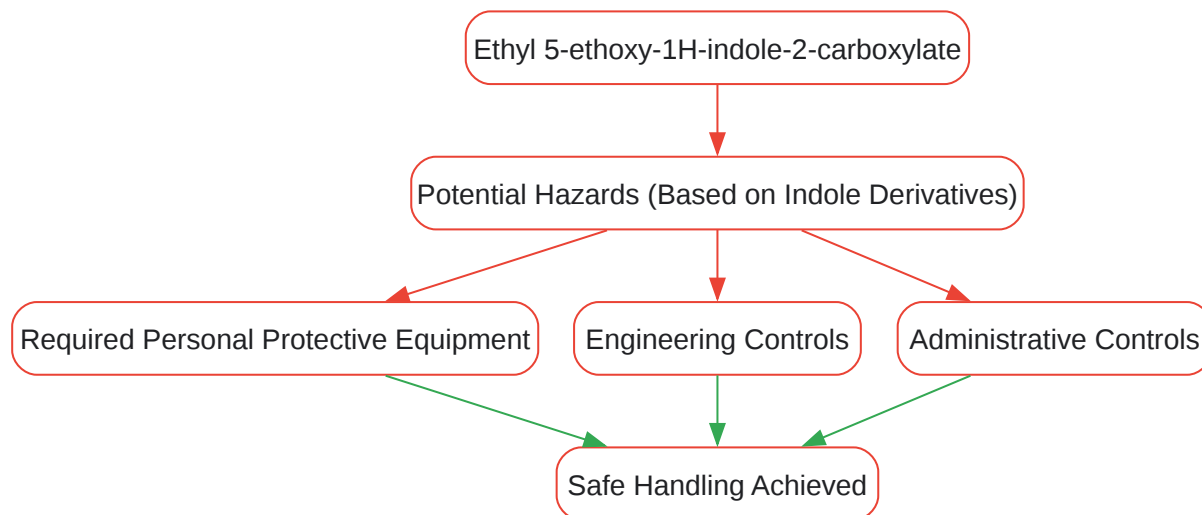 Ethyl 5-ethoxy-1H-indole-2-carboxylate
Potential Hazards (Based on Indole Derivatives)
Required Personal Protective Equipment
Engineering Controls
Administrative Controls
Safe Handling Achieved